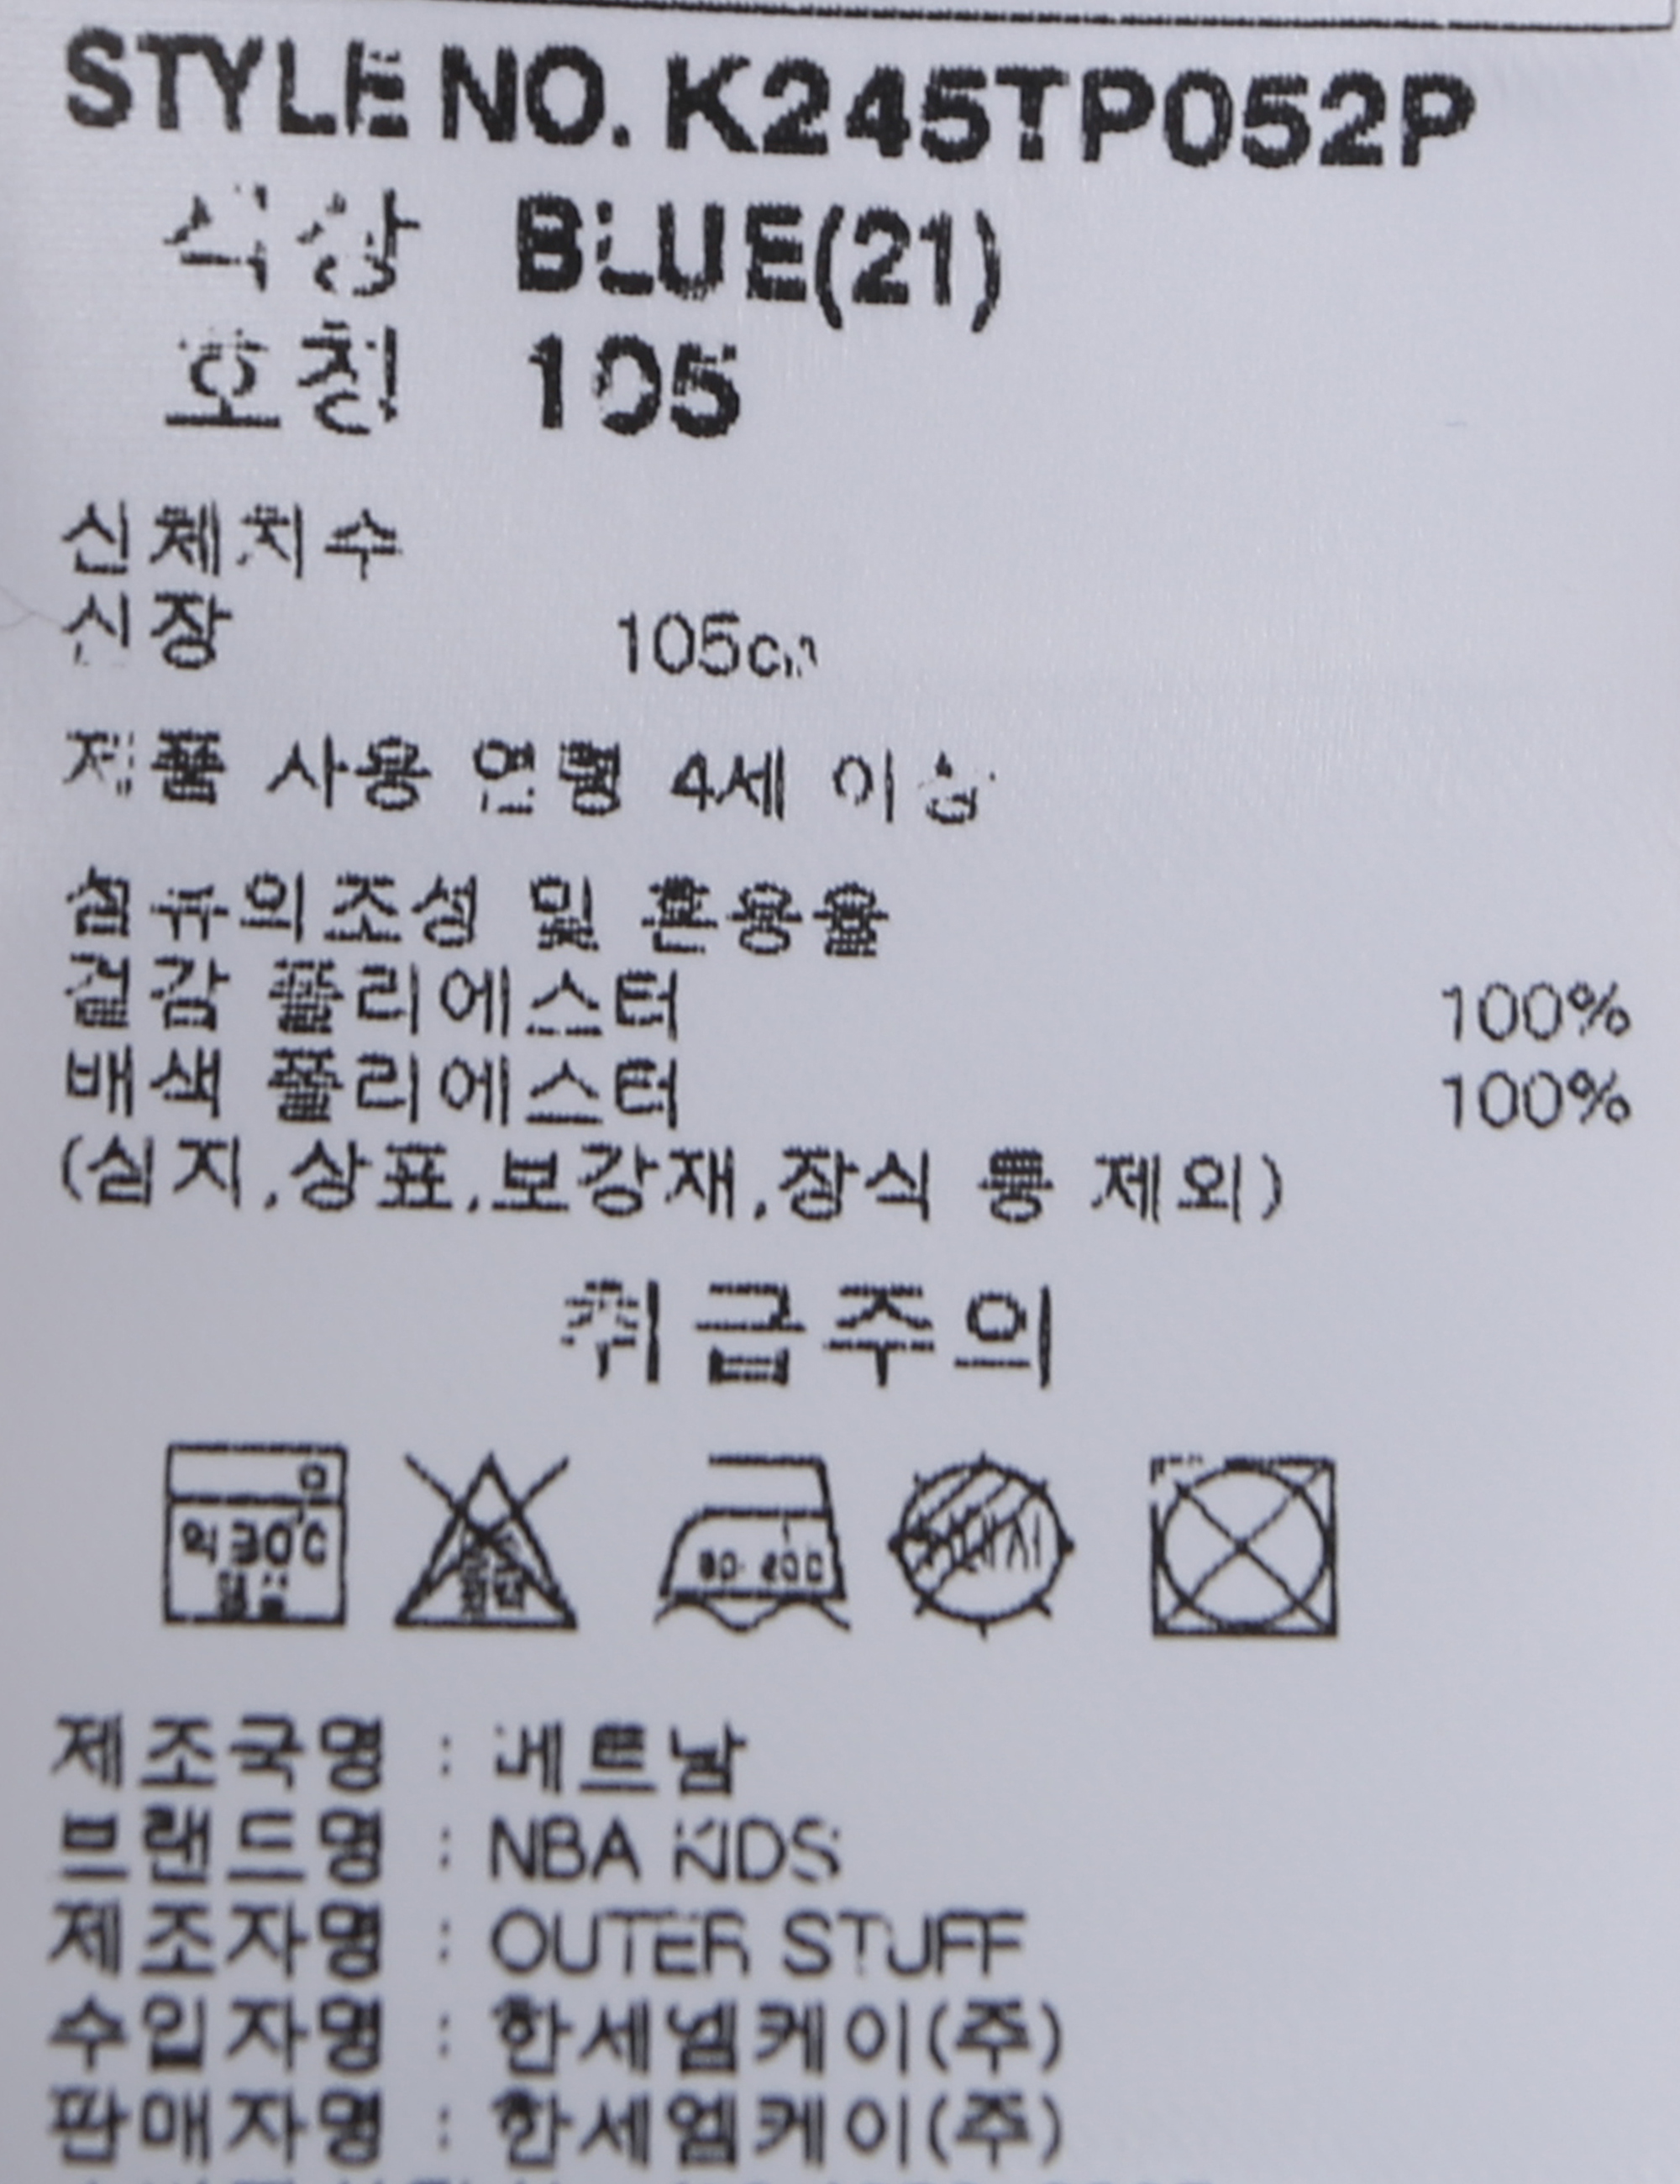 STYLE NO. K245TP052P
색상 BLUE(21)
호칭 105
신체치수
신장 105cm
제품 사용 연령 4세 이상
섬유의조성 및 혼용율
겉감 폴리에스터 100%
배색 폴리에스터 100%
(심지,상표,보강재,장식 등 제외)
취급주의
약30°C
제조국명 : 베트남
브랜드명 : NBA KIDS
제조자명 : OUTER STUFF
수입자명 : 한세엠케이(주)
판매자명 : 한세엠케이(주)